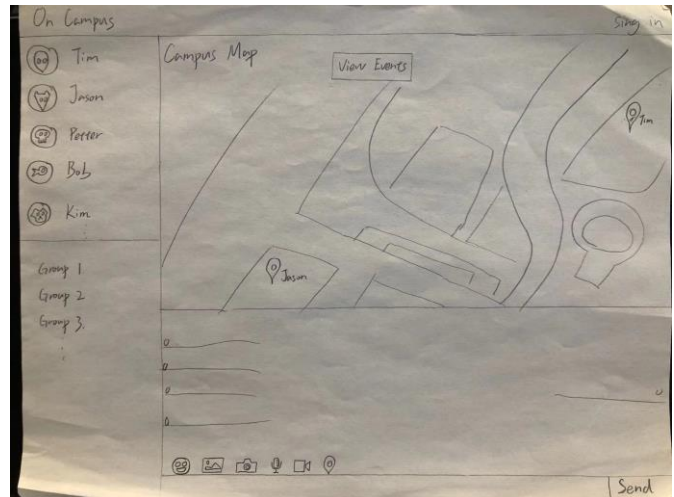 On Campus
Sing in
Tim
Jason
Petter
Bob
Kim
Group 1
Group 2
Group 3.
Campus Map
View Events
Tim
Jason
Send